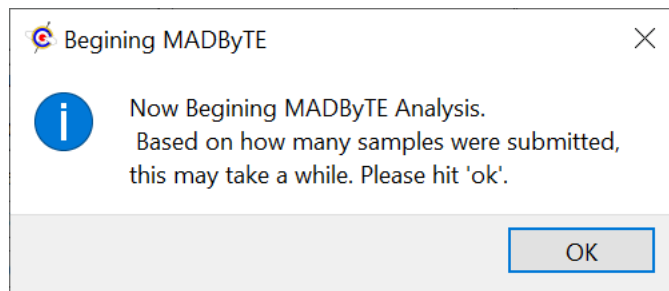 Begining MADByTE
Now Begining MADByTE Analysis.
Based on how many samples were submitted,
this may take a while. Please hit 'ok'.
OK